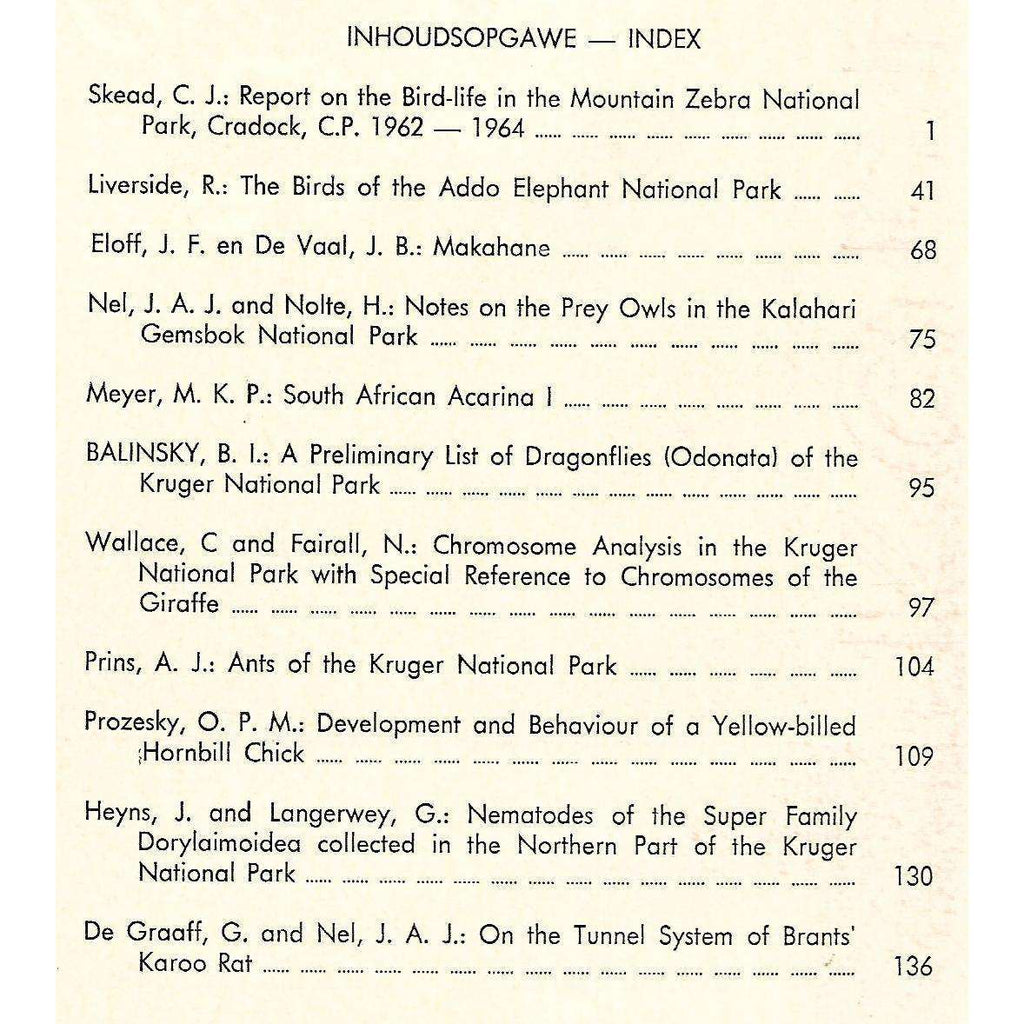 INHOUDSOPGAWE — INDEX
Skead, C. J.: Report on the Bird-life in the Mountain Zebra National
Park, Cradock, C.P. 1962 — 1964 ...... ...... ...... ...... ...... ...... ...... ...... ...... 1
Liverside, R.: The Birds of the Addo Elephant National Park ...... ...... 41
Eloff, J. F. en De Vaal, J. B.: Makahane ...... ...... ...... ...... ...... ...... ...... ...... 68
Nel, J. A. J. and Nolte, H.: Notes on the Prey Owls in the Kalahari
Gemsbok National Park ...... ...... ...... ...... ...... ...... ...... ...... ...... ...... ...... 75
Meyer, M. K. P.: South African Acarina I ...... ...... ...... ...... ...... ...... ...... ...... 82
BALINSKY, B. I.: A Preliminary List of Dragonflies (Odonata) of the
Kruger National Park ...... ...... ...... ...... ...... ...... ...... ...... ...... ...... ...... ...... ...... 95
Wallace, C and Fairall, N.: Chromosome Analysis in the Kruger
National Park with Special Reference to Chromosomes of the
Giraffe ...... ...... ...... ...... ...... ...... ...... ...... ...... ...... ...... ...... ...... ...... ...... ...... 97
Prins, A. J.: Ants of the Kruger National Park ...... ...... ...... ...... ...... ...... 104
Prozesky, O. P. M.: Development and Behaviour of a Yellow-billed
Hornbill Chick ...... ...... ...... ...... ...... ...... ...... ...... ...... ...... ...... ...... ...... ...... 109
Heyns, J. and Langerwey, G.: Nematodes of the Super Family
Dorylaimoidea collected in the Northern Part of the Kruger
National Park ...... ...... ...... ...... ...... ...... ...... ...... ...... ...... ...... ...... ...... ...... ...... 130
De Graaff, G. and Nel, J. A. J.: On the Tunnel System of Brants'
Karoo Rat ...... ...... ...... ...... ...... ...... ...... ...... ...... ...... ...... ...... ...... ...... ...... ...... 136